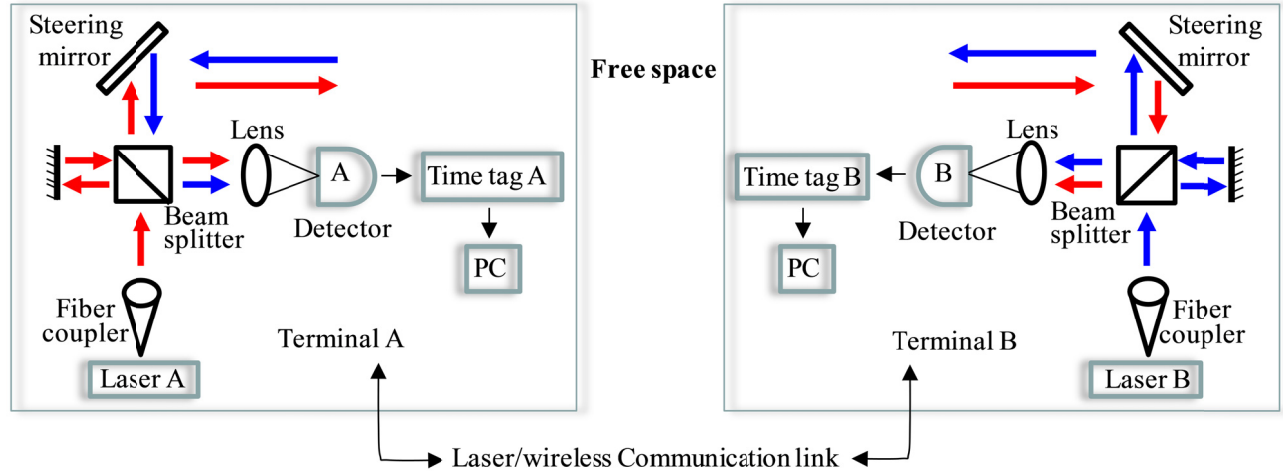 Steering
mirror
Lens
A
Time tag A
Beam
splitter
Detector
PC
Fiber
coupler
Terminal A
Laser A
Free space
Steering
mirror
Lens
Time tag B
B
Beam
splitter
Detector
PC
Fiber
coupler
Terminal B
Laser B
Laser/wireless Communication link